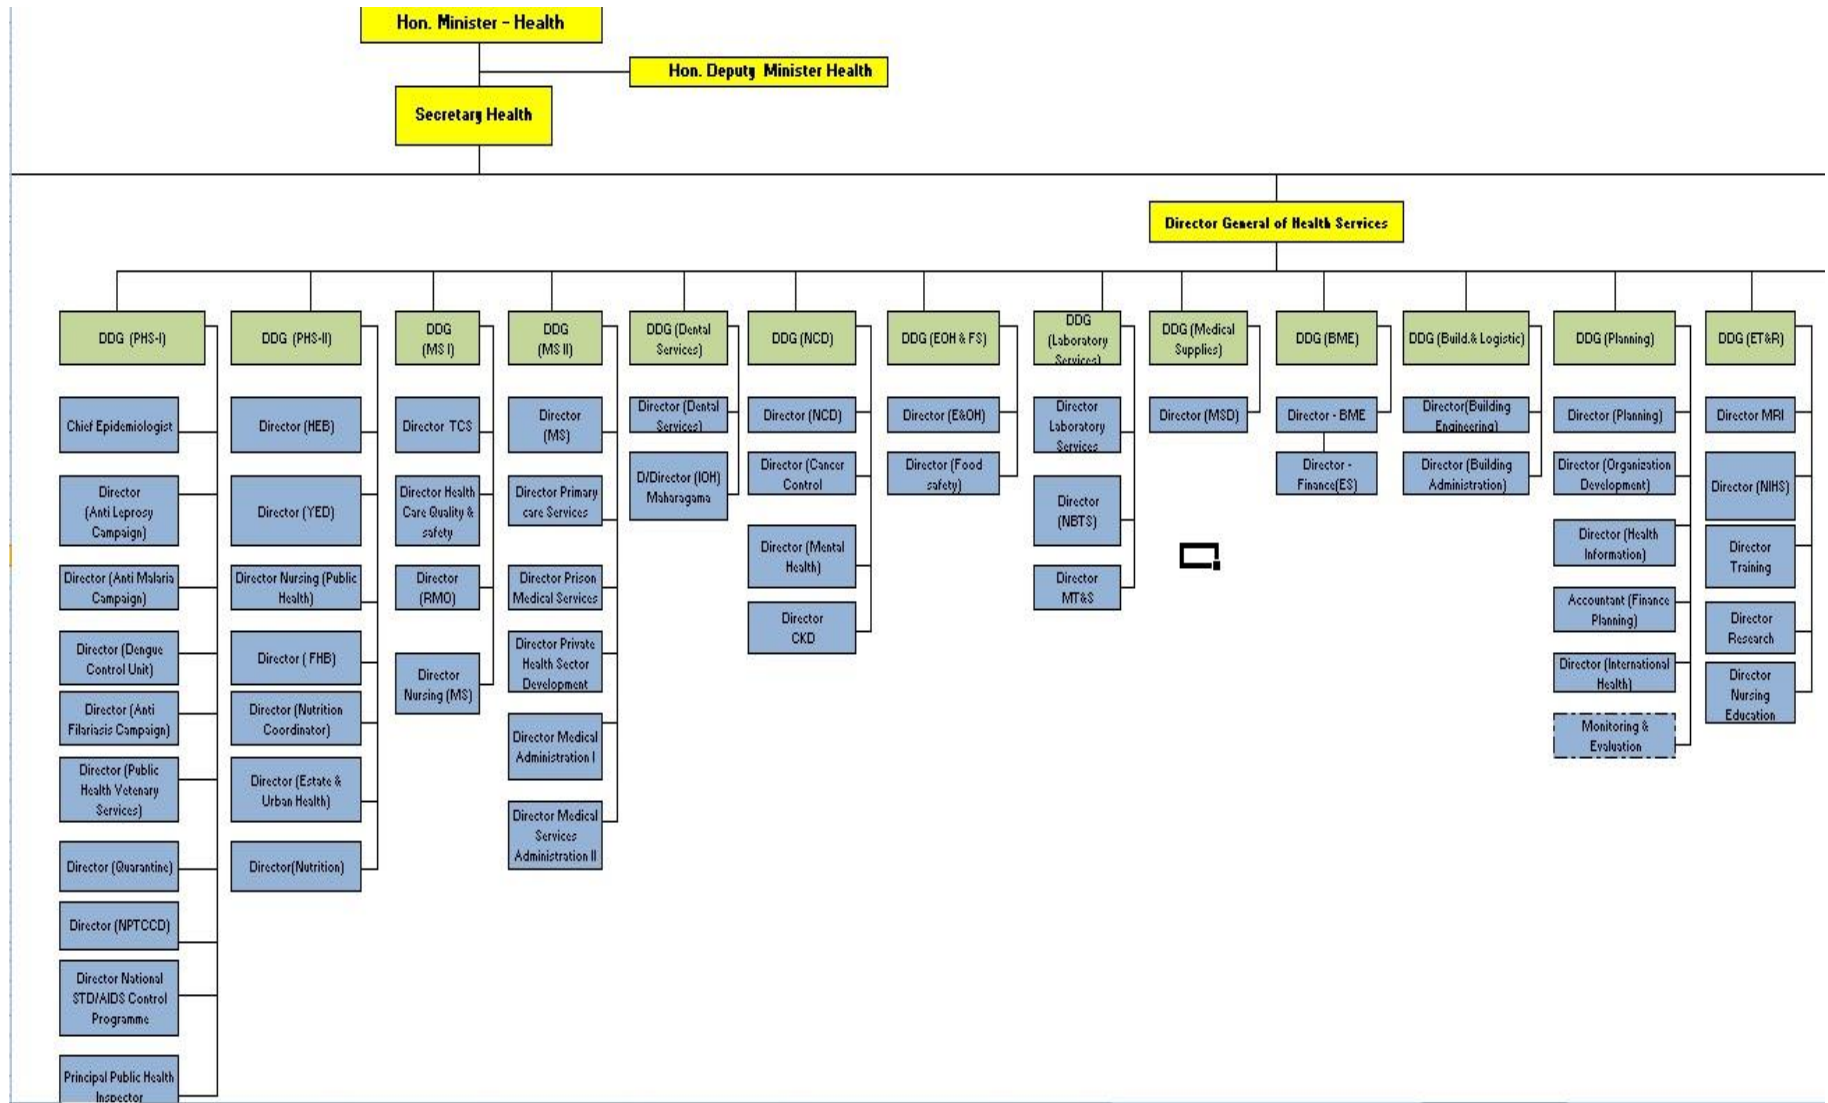 Hon. Minister - Health
Hon. Deputy Minister Health
Secretary Health
Director General of Health Services
DDG (PHS-I)
Chief Epidemiologist
Director
(Anti Leprosy
Campaign)
Director (Anti Malaria
Campaign)
Director (Dengue
Control Unit)
Director (Anti
Filariasis Campaign)
Director (Public
Health Vetenary
Services)
Director (Quarantine)
Director (NPTCCD)
Director National
STD/AIDS Control
Programme
Principal Public Health
Inspector
DDG (PHS-II)
Director (HEB)
Director (YED)
Director Nursing (Public
Health)
Director ( FHB)
Director (Nutrition
Coordinator)
Director (Estate &
Urban Health)
Director(Nutrition)
DDG
(MS I)
Director TCS
Director Health
Care Quality &
safety
Director
(RMO)
Director
Nursing (MS)
DDG
(MS II)
Director
(MS)
Director Primary
care Services
Director Prison
Medical Services
Director Private
Health Sector
Development
Director Medical
Administration I
Director Medical
Services
Administration II
DDG (Dental
Services)
Director (Dental
Services)
D/Director (IOH)
Maharagama
DDG (NCD)
Director (NCD)
Director (Cancer
Control
Director (Mental
Health)
Director
CKD
DDG (EOH & FS)
Director (E&OH)
Director (Food
safety)
DDG
(Laboratory
Services)
Director
Laboratory
Services
Director
(NBTS)
Director
MT&S
DDG (Medical
Supplies)
Director (MSD)
DDG (BME)
Director - BME
Director -
Finance(ES)
DDG (Build.& Logistic)
Director(Building
Engineering)
Director (Building
Administration)
DDG (Planning)
Director (Planning)
Director (Organization
Development)
Director (Health
Information)
Accountant (Finance
Planning)
Director (International
Health)
Monitoring &
Evaluation
DDG (ET&R)
Director MRI
Director (NIHS)
Director
Training
Director
Research
Director
Nursing
Education